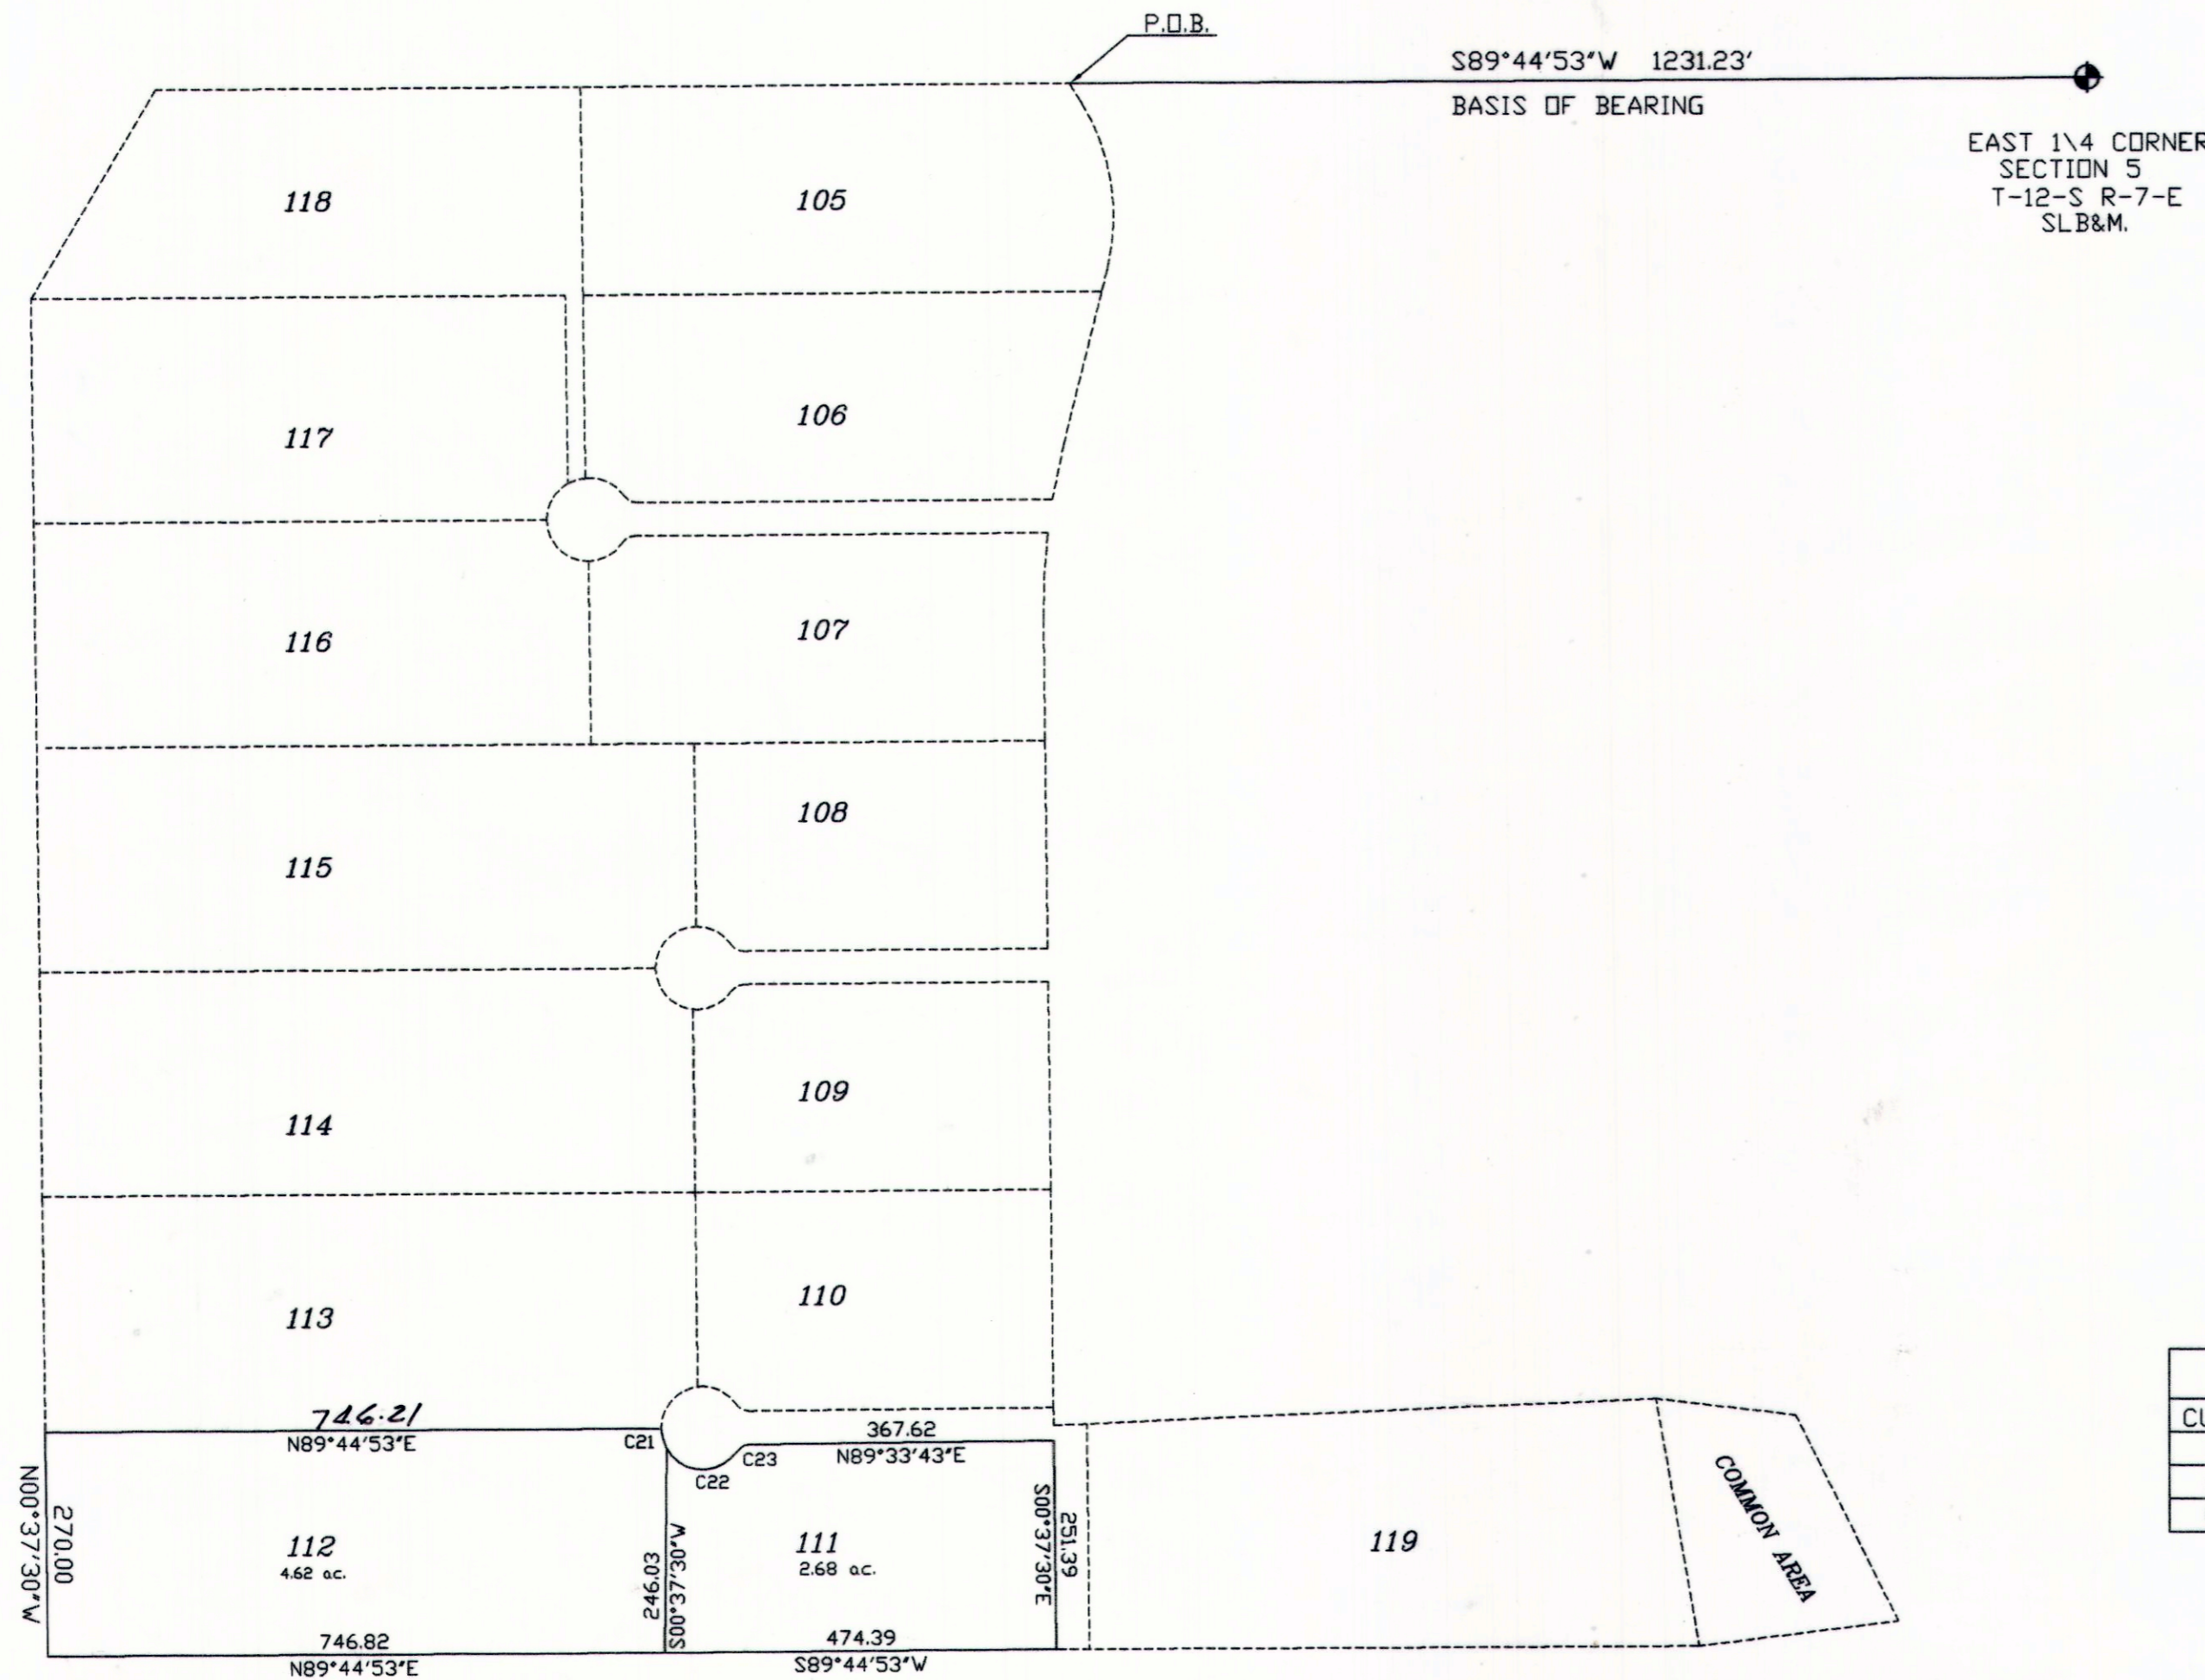 P.O.B.
S89°44'53"W 1231.23'
BASIS OF BEARING
EAST 1\4 CORNER
SECTION 5
T-12-S R-7-E
SLB&M.
118
105
117
106
116
107
115
108
114
109
113
110
746.21
N89°44'53"E
C21
C22
C23
367.62
N89°33'43"E
CU
N00°37'30"W
270.00
112
4.62 ac.
246.03
S00°37'30"W
111
2.68 ac.
S00°37'30"E
251.39
119
COMMON AREA
746.82
N89°44'53"E
474.39
S89°44'53"W